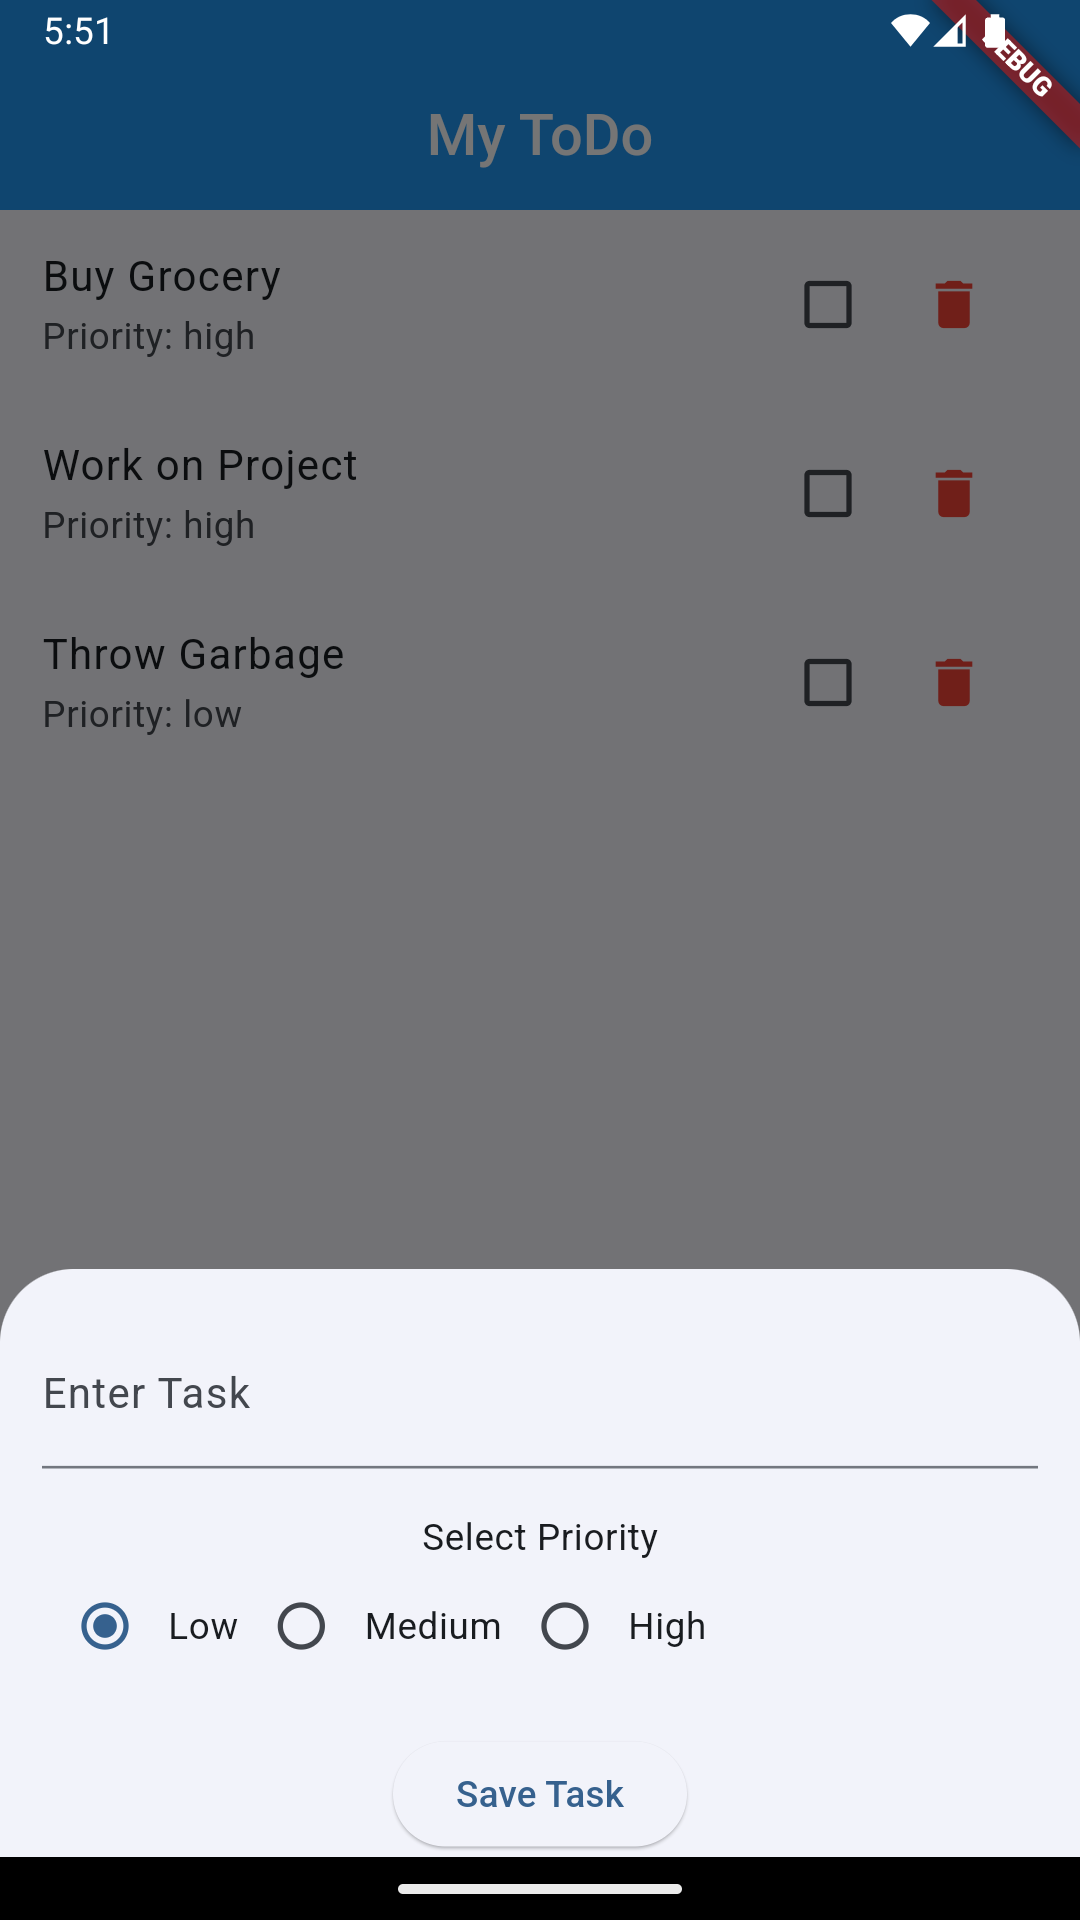 5:51
My ToDo
Buy Grocery
Priority: high
Work on Project
Priority: high
Throw Garbage
Priority: low
Enter Task
Select Priority
Low Medium High
Save Task